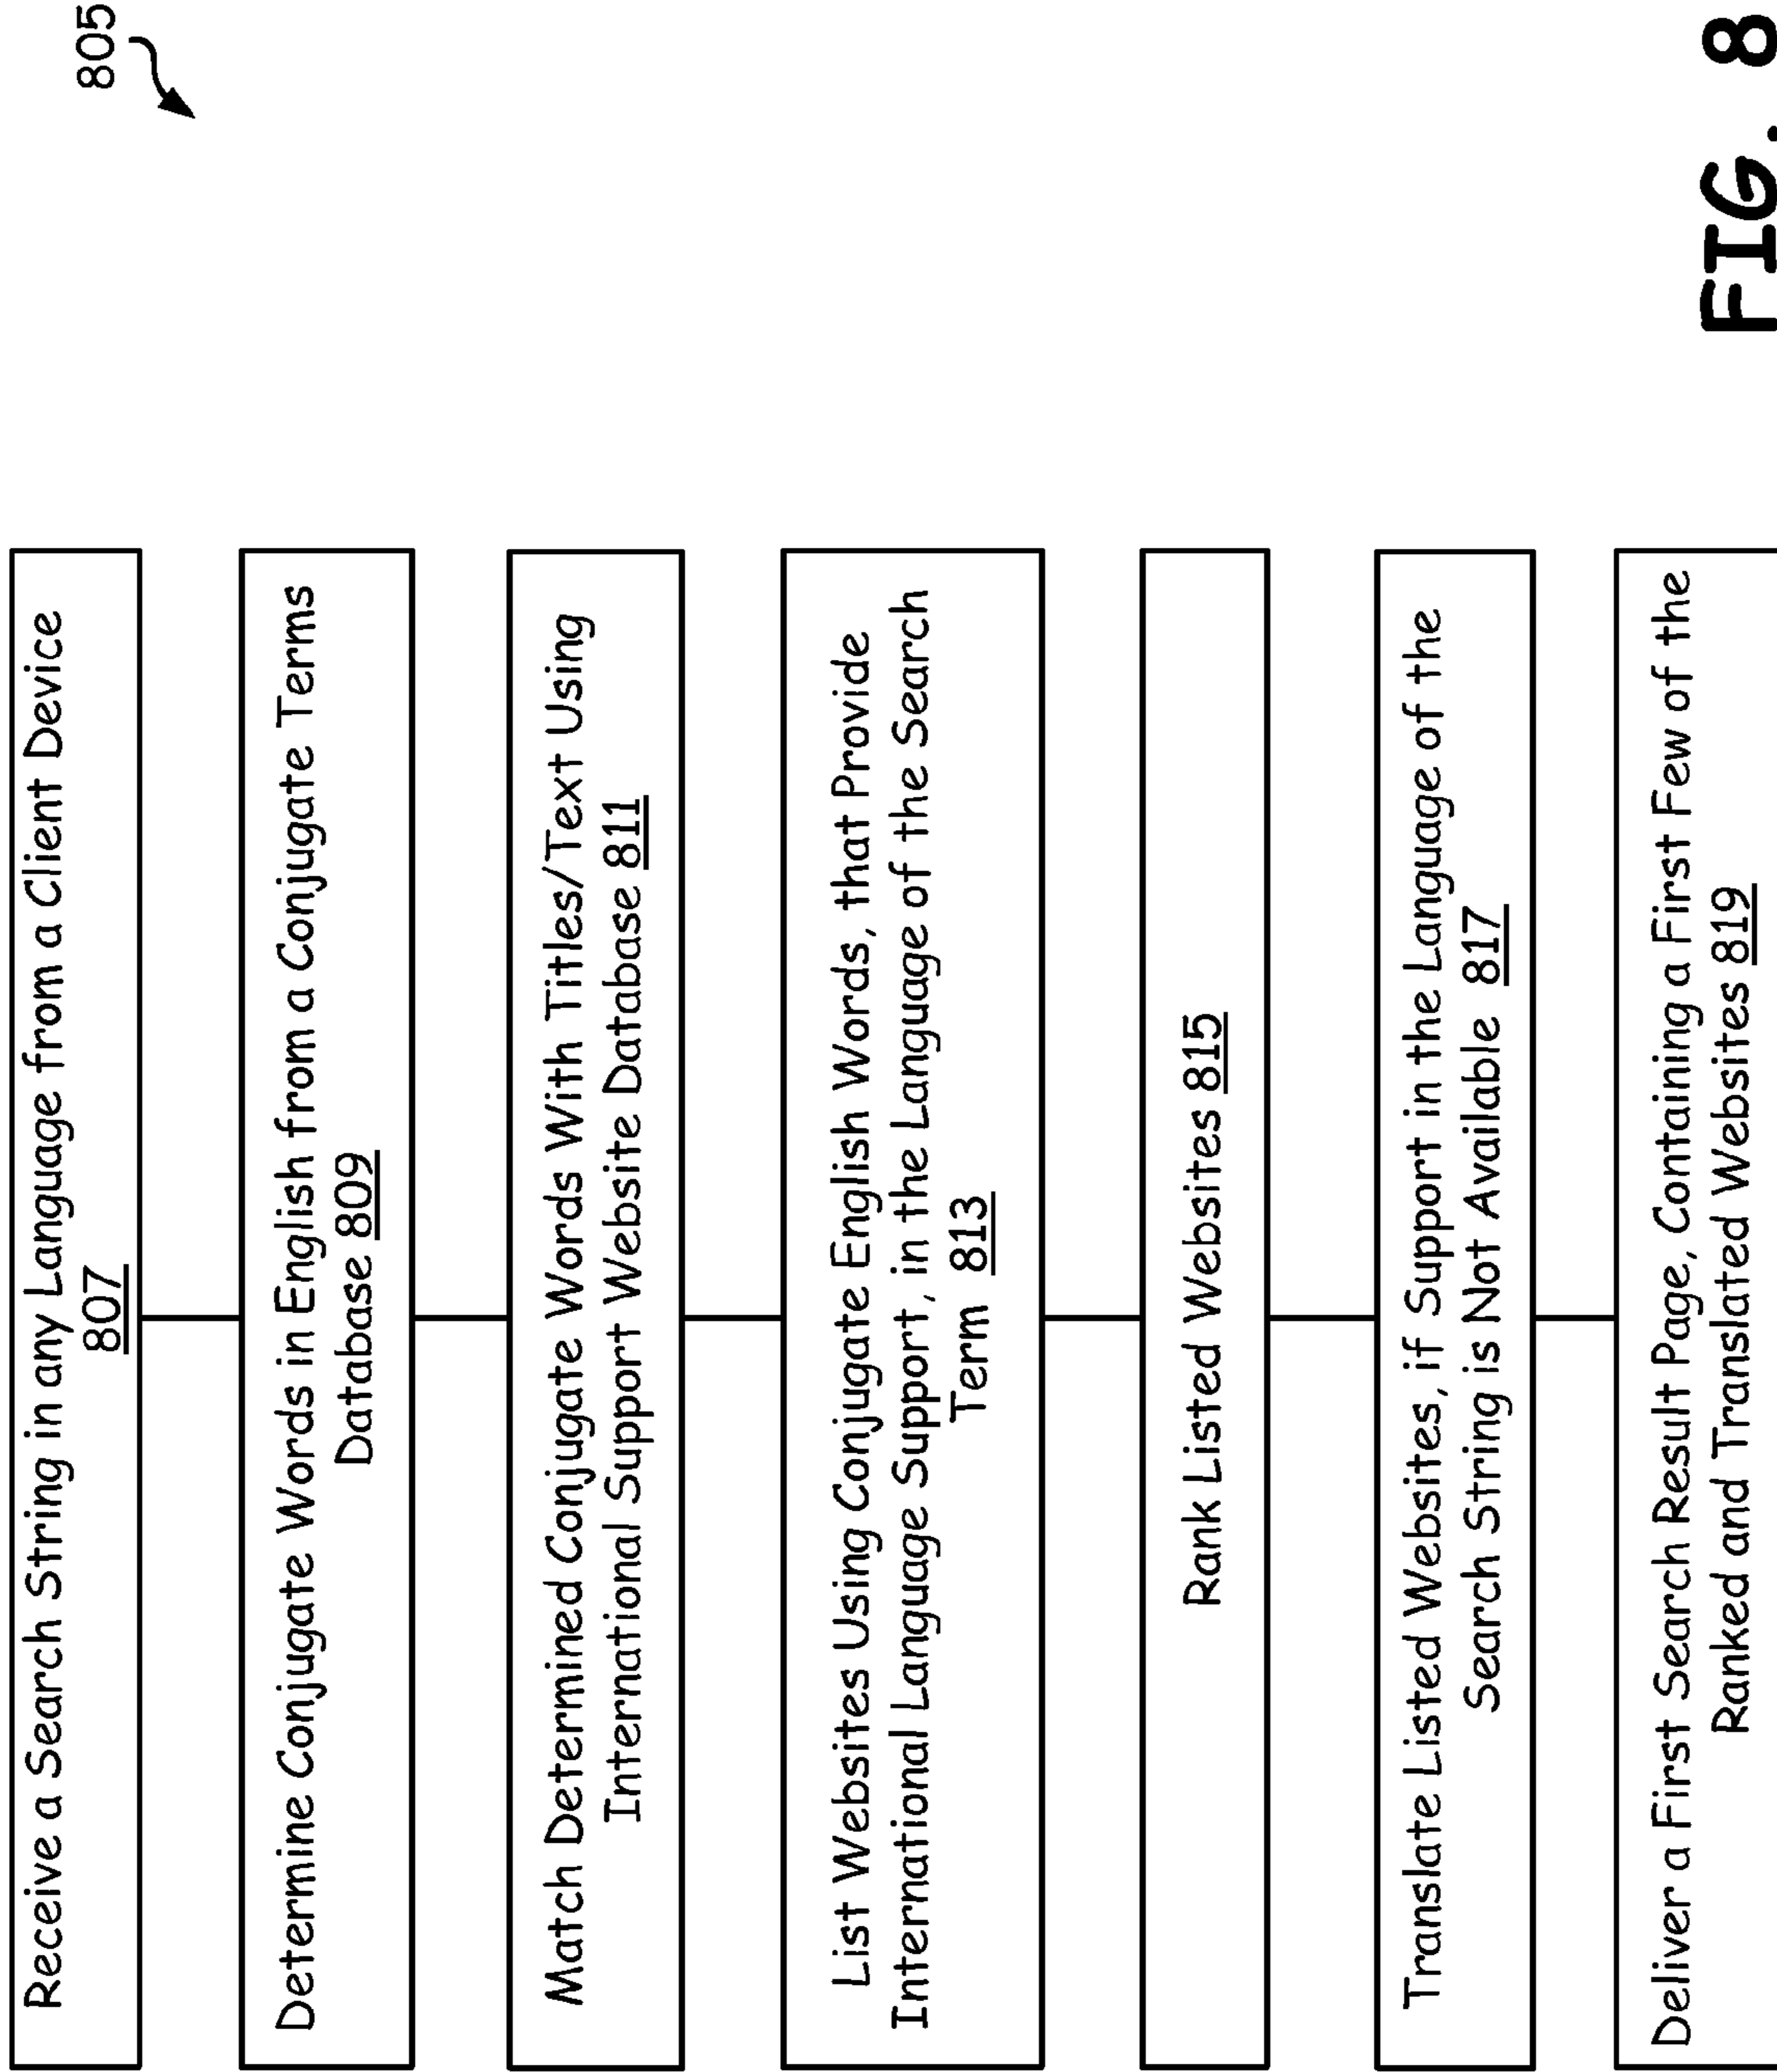 805
Receive a Search String in any Language from a Client Device
807
Determine Conjugate Words in English from a Conjugate Terms
Database 809
Match Determined Conjugate Words With Titles/Text Using
International Support Website Database 811
List Websites Using Conjugate English Words, that Provide
International Language Support, in the Language of the Search
Term 813
Rank Listed Websites 815
Translate Listed Websites, if Support in the Language of the
Search String is Not Available 817
Deliver a First Search Result Page, Containing a First Few of the
Ranked and Translated Websites 819
FIG. 8